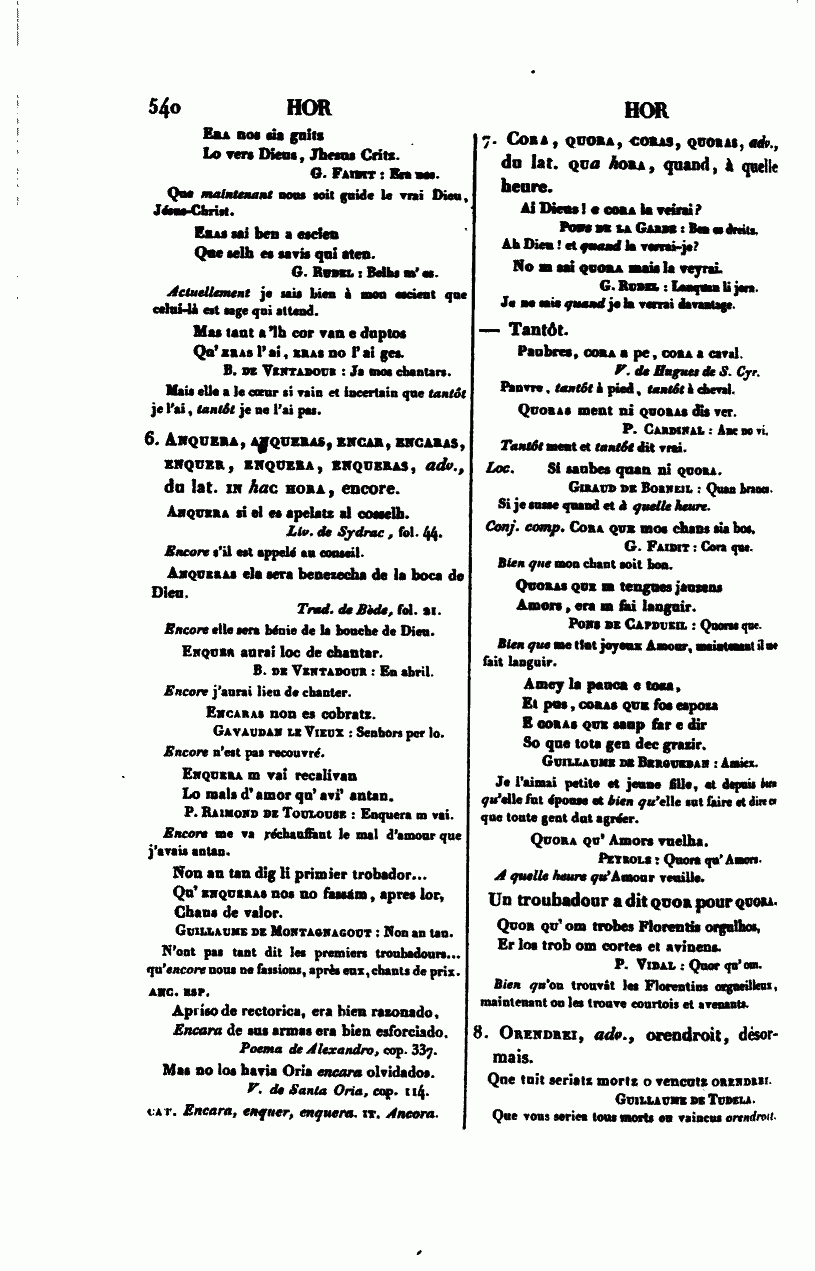 540 HOR
ERA nos sia guits
Lo vers Dieus, Jhesus Critz.
G. FAIDIT : Era nos.
Que maintenant nous soit guide le vrai Dieu,
Jésus-Christ.
ERAS sai ben a escien
Que selh es savis qui aten.
G. RUDEL : Belhs m' es.
Actuellement je sais bien à mon escient que
celui-là est sage qui attend.
Mas tant a 'lh cor van e duptos
Qu' ERAS l' ai, ERAS no l' ai ges.
B. DE VENTADOUR : Ja mos chantars.
Mais elle a le cœur si vain et incertain que tantôt
je l'ai, tantôt je ne l'ai pas.
6. ANQUERA, ANQUERAS, ENCAR, ENCARAS,
ENQUER, ENQUERA, ENQUERAS, adv.,
du lat. IN hac HORA, encore.
ANQUERA si el es apelatz al cosselh.
Liv. de Sydrac, fol. 44.
Encore s'il est appelé au conseil.
ANQUERAS ela sera benezecha de la boca de
Dieu.
Trad. de Bède, fol. 21.
Encore elle sera bénie de la bouche de Dieu.
ENQUER aurai loc de chantar.
B. DE VENTADOUR : En abril.
Encore j'aurai lieu de chanter.
ENCARAS non es cobratz.
GAVAUDAN LE VIEUX : Senhors per lo.
Encore n'est pas recouvré.
ENQUERA m vai recalivan
Lo mals d' amor qu' avi' antan.
P. RAIMOND DE TOULOUSE : Enquera m vai.
Encore me va réchauffant le mal d'amour que
j'avais antan.
Non an tan dig li primier trobador...
Qu' ENQUERAS nos no fassám, apres lor,
Chans de valor.
GUILLAUME DE MONTAGNAGOUT : Non an tan.
N'ont pas tant dit les premiers troubadours...
qu'encore nous ne fassions, après eux, chants de prix.
ANC. ESP.
Apriso de rectorica, era bien razonado,
Encara de sus armas era bien esforciado.
Poema de Alexandro, cop. 337.
Mas no los havia Oria encara olvidados.
V. de Santa Oria, cop. 114.
CAT. Encara, enquer, enquera. IT. Ancora.
HOR
7. CORA, QUORA, CORAS, QUORAS, adv.,
du lat. QUA HORA, quand, à quelle
heure.
Ai Dieus! e CORA la veirai?
PONS DE LA GARDE : Ben es dreits.
Ah Dieu! et quand la verrai-je?
No m sai QUORA mais la veyrai.
G. RUDEL : Lanquan li jorn.
Je ne sais quand je la verrai davantage.
— Tantôt.
Paubres, CORA a pe, CORA a caval.
V. de Hugues de S. Cyr.
Pauvre, tantôt à pied, tantôt à cheval.
QUORAS ment ni QUORAS dis ver.
P. CARDINAL : Anc no vi.
Tantôt ment et tantôt dit vrai.
Loc. Si saubes quan ni QUORA.
GIRAUD DE BORNEIL : Quan brancs.
Si je susse quand et à quelle heure.
Conj. comp. CORA QUE mos chans sia bos.
G. FAIDIT : Cora que.
Bien que mon chant soit bon.
QUORAS QUE m tengues jauzens
Amors, era m fai languir.
PONS DE CAPDUEIL : Quoras que.
Bien que me tînt joyeux Amour, maintenant il me
fait languir.
Amey la pauca e toza,
Et pus, CORAS QUE fos espoza
E CORAS QUE saup far e dir
So que tota gen dec grazir.
GUILLAUME DE BERGUEDAN : Amiex.
Je l'aimai petite et jeune fille, et depuis bien
qu'elle fut épouse et bien qu'elle sut faire et dire ce
que toute gent dut agréer.
QUORA QU' Amors vuelha.
PEYROLS : Quora qu' Amors.
A quelle heure qu'Amour veuille.
Un troubadour a dit QUOR pour QUORA.
QUOR QU' om trobes Florentis orgulhos,
Er los trob om cortes et avinens.
P. VIDAL : Quor qu' om.
Bien qu'on trouvât les Florentins orgueilleux,
maintenant on les trouve courtois et avenants.
8. ORENDREI, adv., orendroit, désor-
mais.
Que tuit seriatz mortz o vencutz ORENDREI.
GUILLAUME DE TUDELA.
Que vous seriez tous morts ou vaincus orendroit.